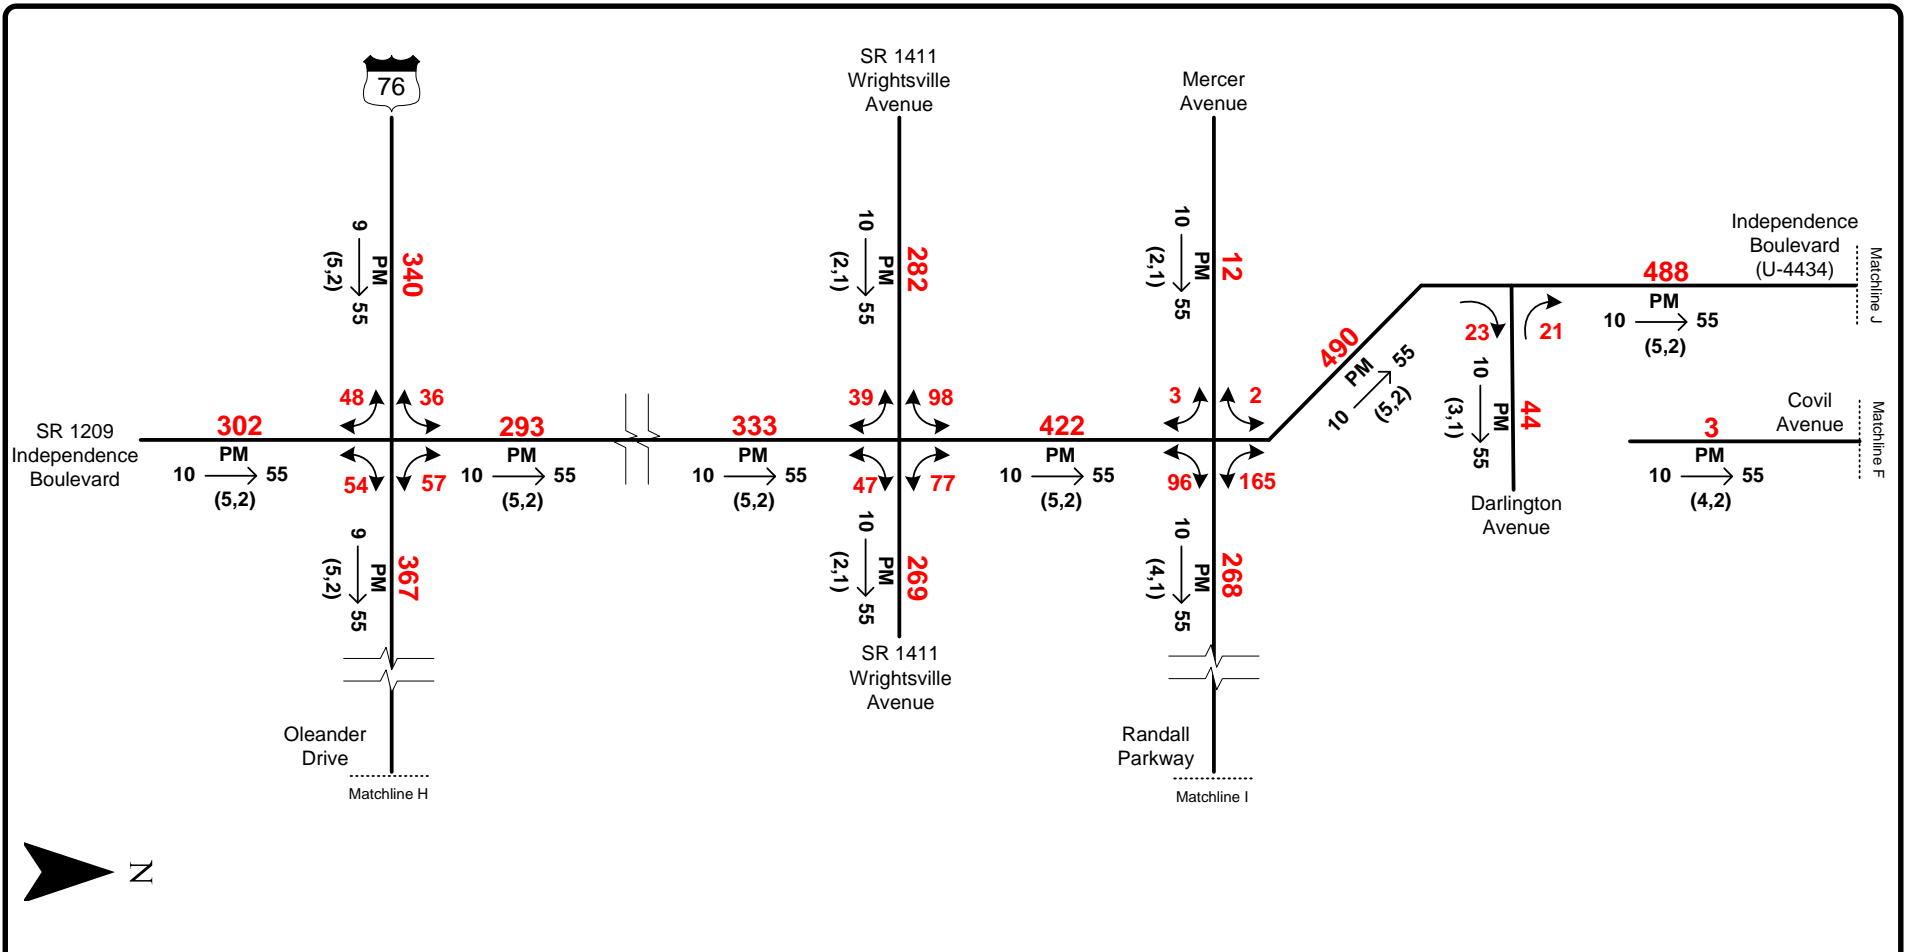 76
SR 1411
Wrightsville
Avenue
Mercer
Avenue
9 → 55
PM
(5,2)
340
10 → 55
PM
(2,1)
282
10 → 55
PM
(2,1)
12
Independence
Boulevard
(U-4434)
Matchline J
488
PM
10 → 55
(5,2)
490
PM
10 → 55
(5,2)
23
21
10 → 55
PM
(3,1)
44
Darlington
Avenue
Covil
Avenue
Matchline F
3
PM
10 → 55
(4,2)
SR 1209
Independence
Boulevard
302
PM
10 → 55
(5,2)
48
36
54
57
293
PM
10 → 55
(5,2)
333
PM
10 → 55
(5,2)
39
98
47
77
422
PM
10 → 55
(5,2)
3
2
96
165
9 → 55
PM
(5,2)
367
10 → 55
PM
(2,1)
269
10 → 55
PM
(4,1)
268
SR 1411
Wrightsville
Avenue
Oleander
Drive
Matchline H
Randall
Parkway
Matchline I
N